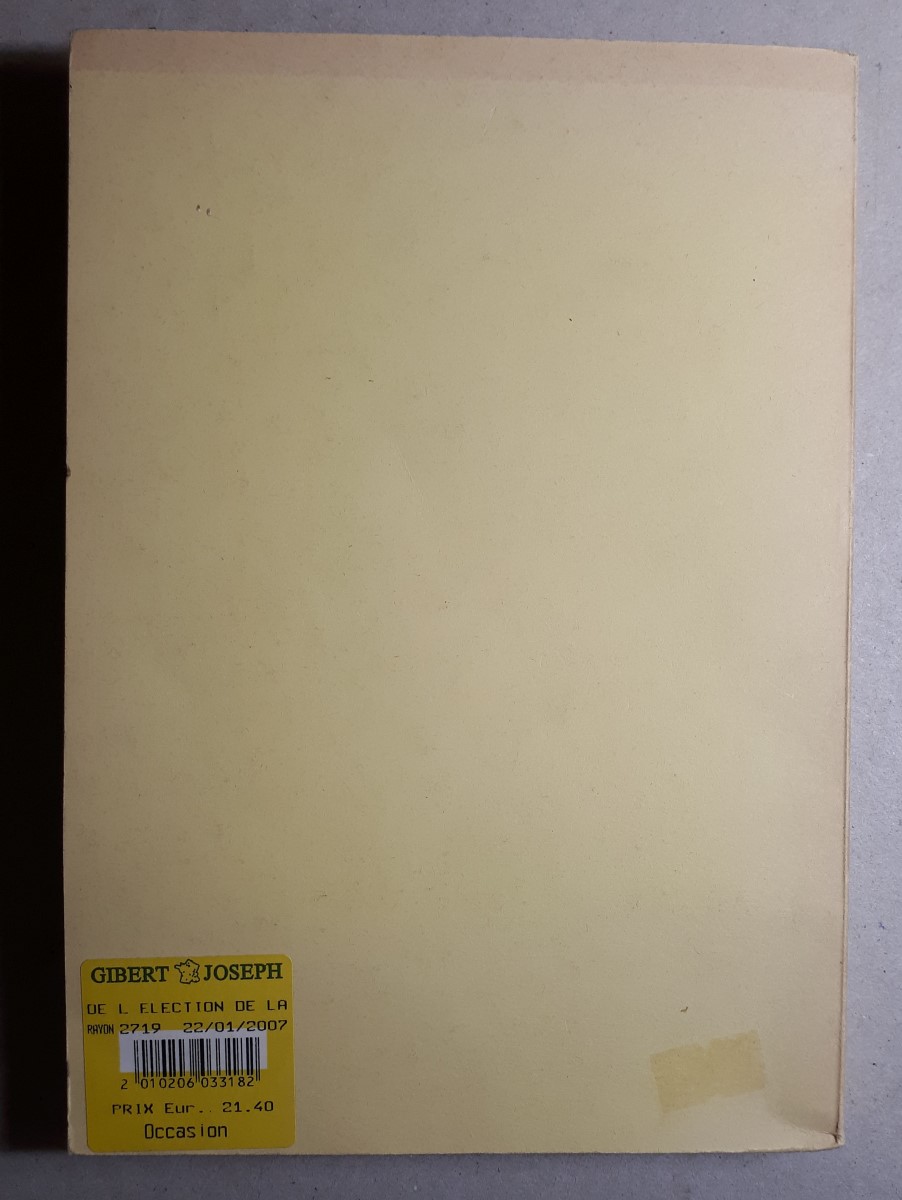 GIBERT JOSEPH
DE L ELECTION DE LA
RAYON 2719 22/01/2007
2 010206 033182
PRIX Eur.. 21.40
Occasion